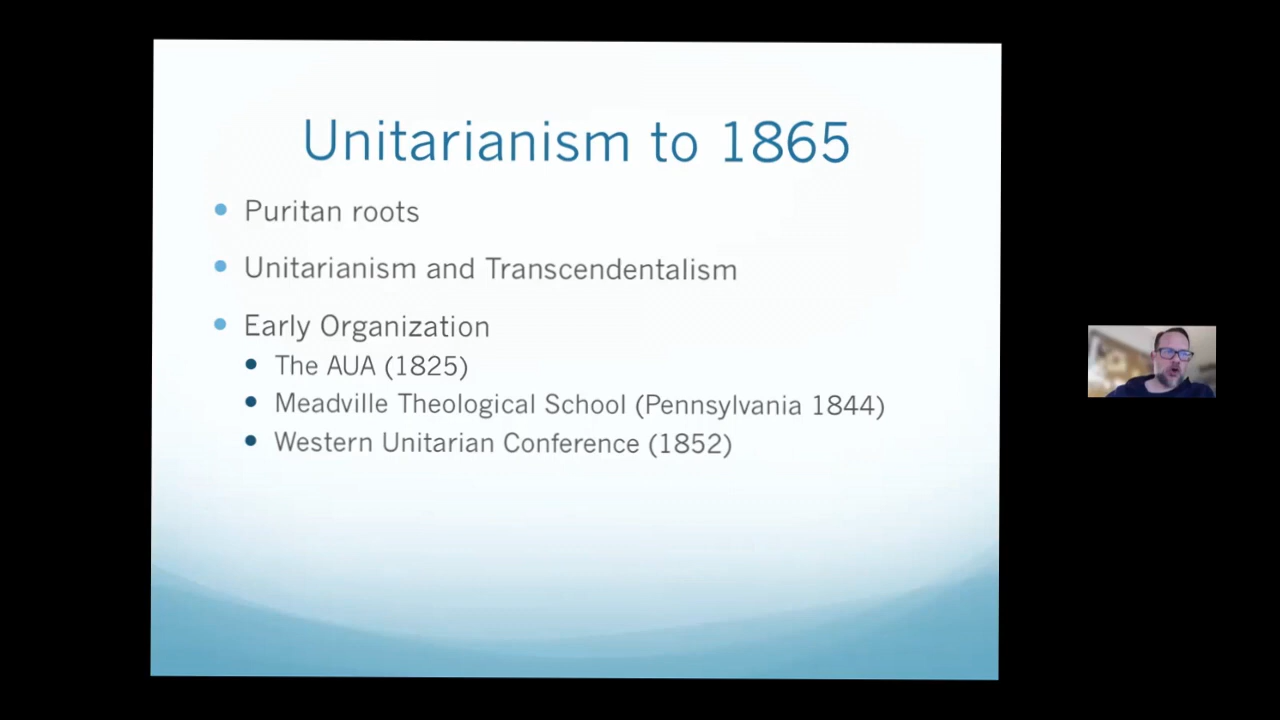 Unitarianism to 1865
Puritan roots
Unitarianism and Transcendentalism
Early Organization
The AUA (1825)
Meadville Theological School (Pennsylvania 1844)
Western Unitarian Conference (1852)